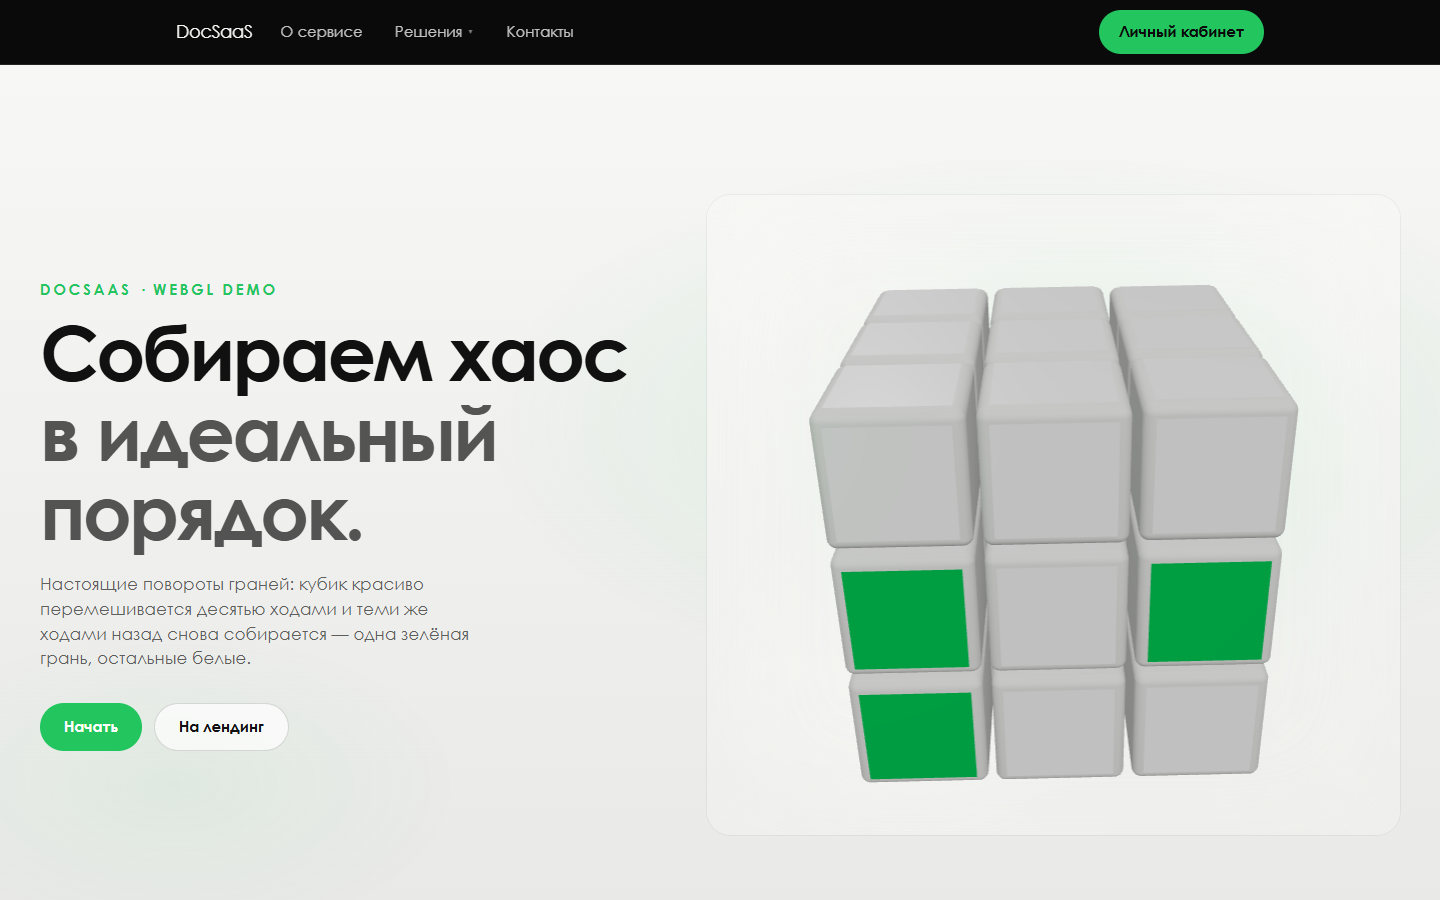 DocSaaS
О сервисе
Решения
Контакты
Личный кабинет
DOCSAAS · WEBGL DEMO
Собираем хаос
в идеальный
порядок.
Настоящие повороты граней: кубик красиво
перемешивается десятью ходами и теми же
ходами назад снова собирается — одна зелёная
грань, остальные белые.
Начать
На лендинг